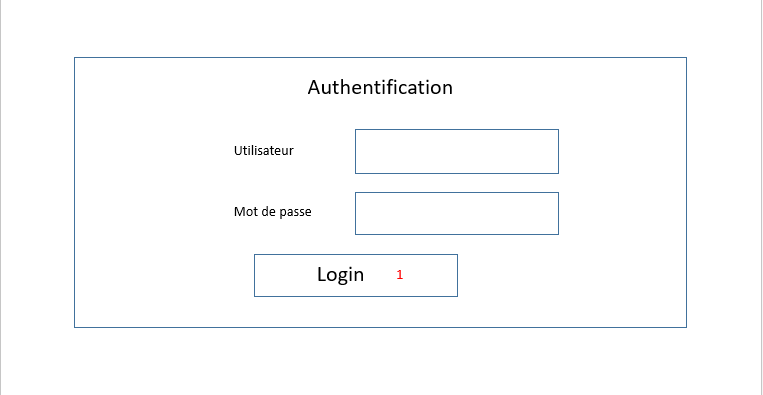 Authentification
Utilisateur
Mot de passe
Login 1